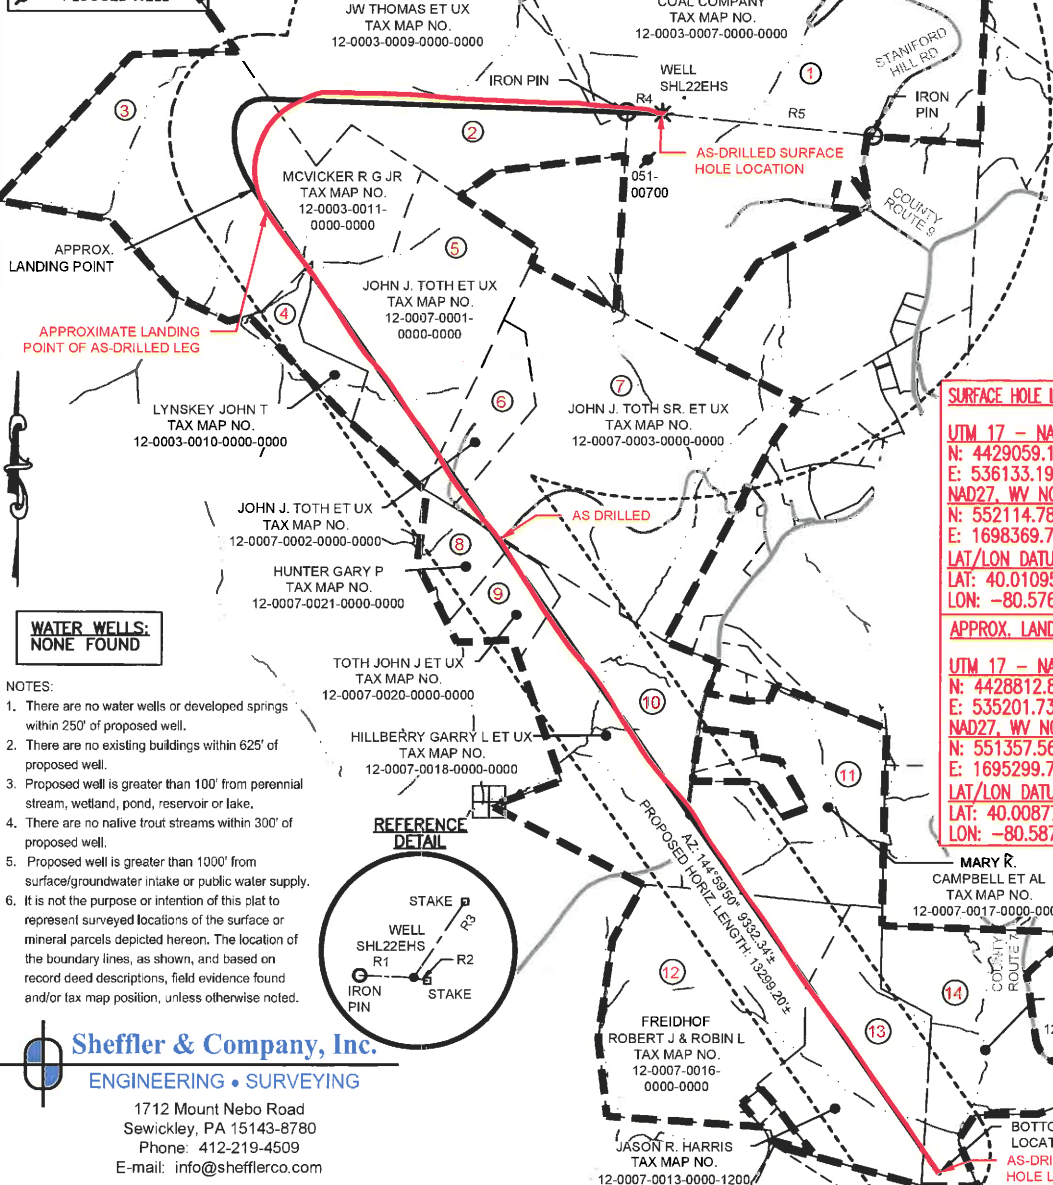 JW THOMAS ET UX
TAX MAP NO.
12-0003-0009-0000-0000
COAL COMPANY
TAX MAP NO.
12-0003-0007-0000-0000
STANIFORD
HILL RD
1
IRON PIN
WELL
SHL22EHS
R4
R5
IRON
PIN
3
2
AS-DRILLED SURFACE
HOLE LOCATION
051-
00700
MCVICKER R G JR
TAX MAP NO.
12-0003-0011-
0000-0000
COUNTY
ROUTE 9
APPROX.
LANDING POINT
5
JOHN J. TOTH ET UX
TAX MAP NO.
12-0007-0001-
0000-0000
4
APPROXIMATE LANDING
POINT OF AS-DRILLED LEG
7
6
LYNSKEY JOHN T
TAX MAP NO.
12-0003-0010-0000-0000
JOHN J. TOTH SR. ET UX
TAX MAP NO.
12-0007-0003-0000-0000
SURFACE HOLE
UTM 17 - NA
N: 4429059.1
E: 536133.19
NAD27, WV NO
N: 552114.78
E: 1698369.7
LAT/LON DATU
LAT: 40.01095
LON: -80.576
JOHN J. TOTH ET UX
TAX MAP NO.
12-0007-0002-0000-0000
AS DRILLED
8
HUNTER GARY P
TAX MAP NO.
12-0007-0021-0000-0000
9
WATER WELLS:
NONE FOUND
APPROX. LAND
UTM 17 - NA
N: 4428812.8
E: 535201.73
NAD27, WV NO
N: 551357.56
E: 1695299.7
LAT/LON DATU
LAT: 40.0087
LON: -80.587
TOTH JOHN J ET UX
TAX MAP NO.
12-0007-0020-0000-0000
NOTES:
1. There are no water wells or developed springs
within 250' of proposed well.
2. There are no existing buildings within 625' of
proposed well.
3. Proposed well is greater than 100' from perennial
stream, wetland, pond, reservoir or lake.
4. There are no native trout streams within 300' of
proposed well.
5. Proposed well is greater than 1000' from
surface/groundwater intake or public water supply.
6. It is not the purpose or intention of this plat to
represent surveyed locations of the surface or
mineral parcels depicted hereon. The location of
the boundary lines, as shown, and based on
record deed descriptions, field evidence found
and/or tax map position, unless otherwise noted.
10
HILLBERRY GARRY L ET UX
TAX MAP NO.
12-0007-0018-0000-0000
11
REFERENCE
DETAIL
STAKE
R3
WELL
SHL22EHS
R1
R2
IRON
PIN
STAKE
AZ: 144°59'50" 9332.34'±
PROPOSED HORIZ. LENGTH: 13299.20'±
MARY R.
CAMPBELL ET AL
TAX MAP NO.
12-0007-0017-0000-000
COUNTY
ROUTE 7
12
14
13
FREIDHOF
ROBERT J & ROBIN L
TAX MAP NO.
12-0007-0016-
0000-0000
Sheffler & Company, Inc.
ENGINEERING • SURVEYING
1712 Mount Nebo Road
Sewickley, PA 15143-8780
Phone: 412-219-4509
E-mail: info@shefflerco.com
JASON R. HARRIS
TAX MAP NO.
12-0007-0013-0000-1200
BOTTO
LOCAT
AS-DRI
HOLE L